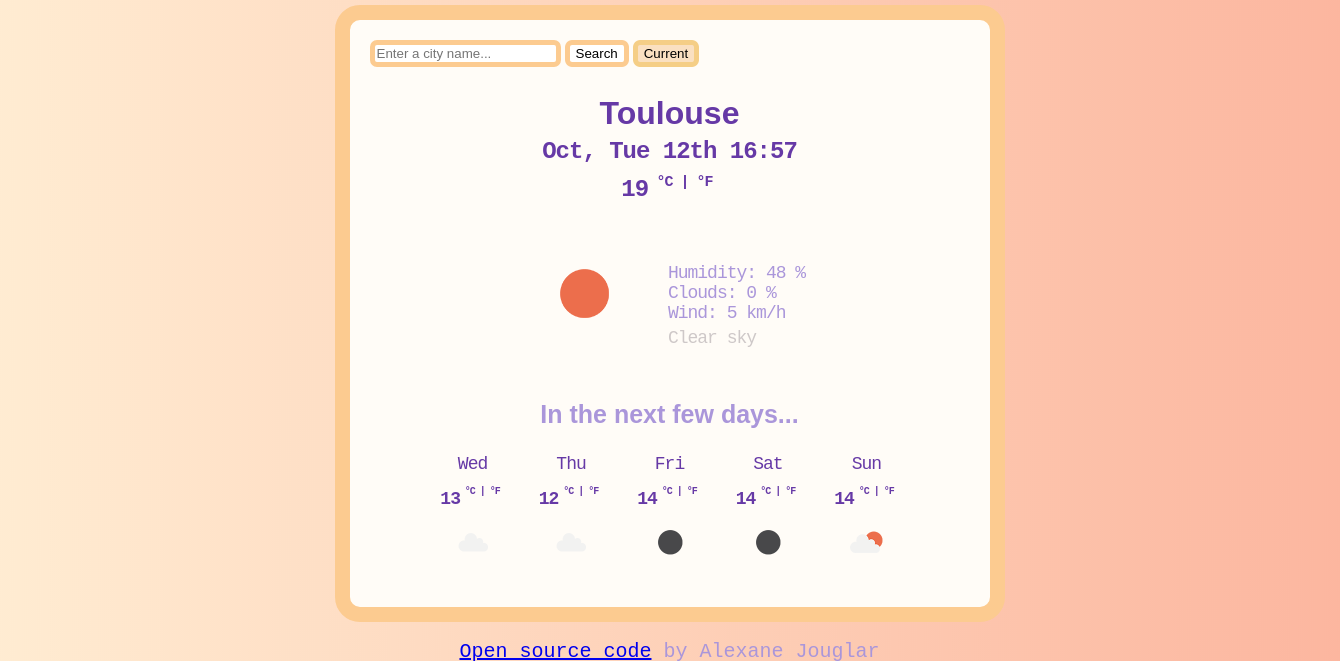 Enter a city name... Search Current
Toulouse
Oct, Tue 12th 16:57
19 °C | °F
Humidity: 48 %
Clouds: 0 %
Wind: 5 km/h
Clear sky
In the next few days...
Wed Thu Fri Sat Sun
13 °C | °F 12 °C | °F 14 °C | °F 14 °C | °F 14 °C | °F
Open source code by Alexane Jouglar